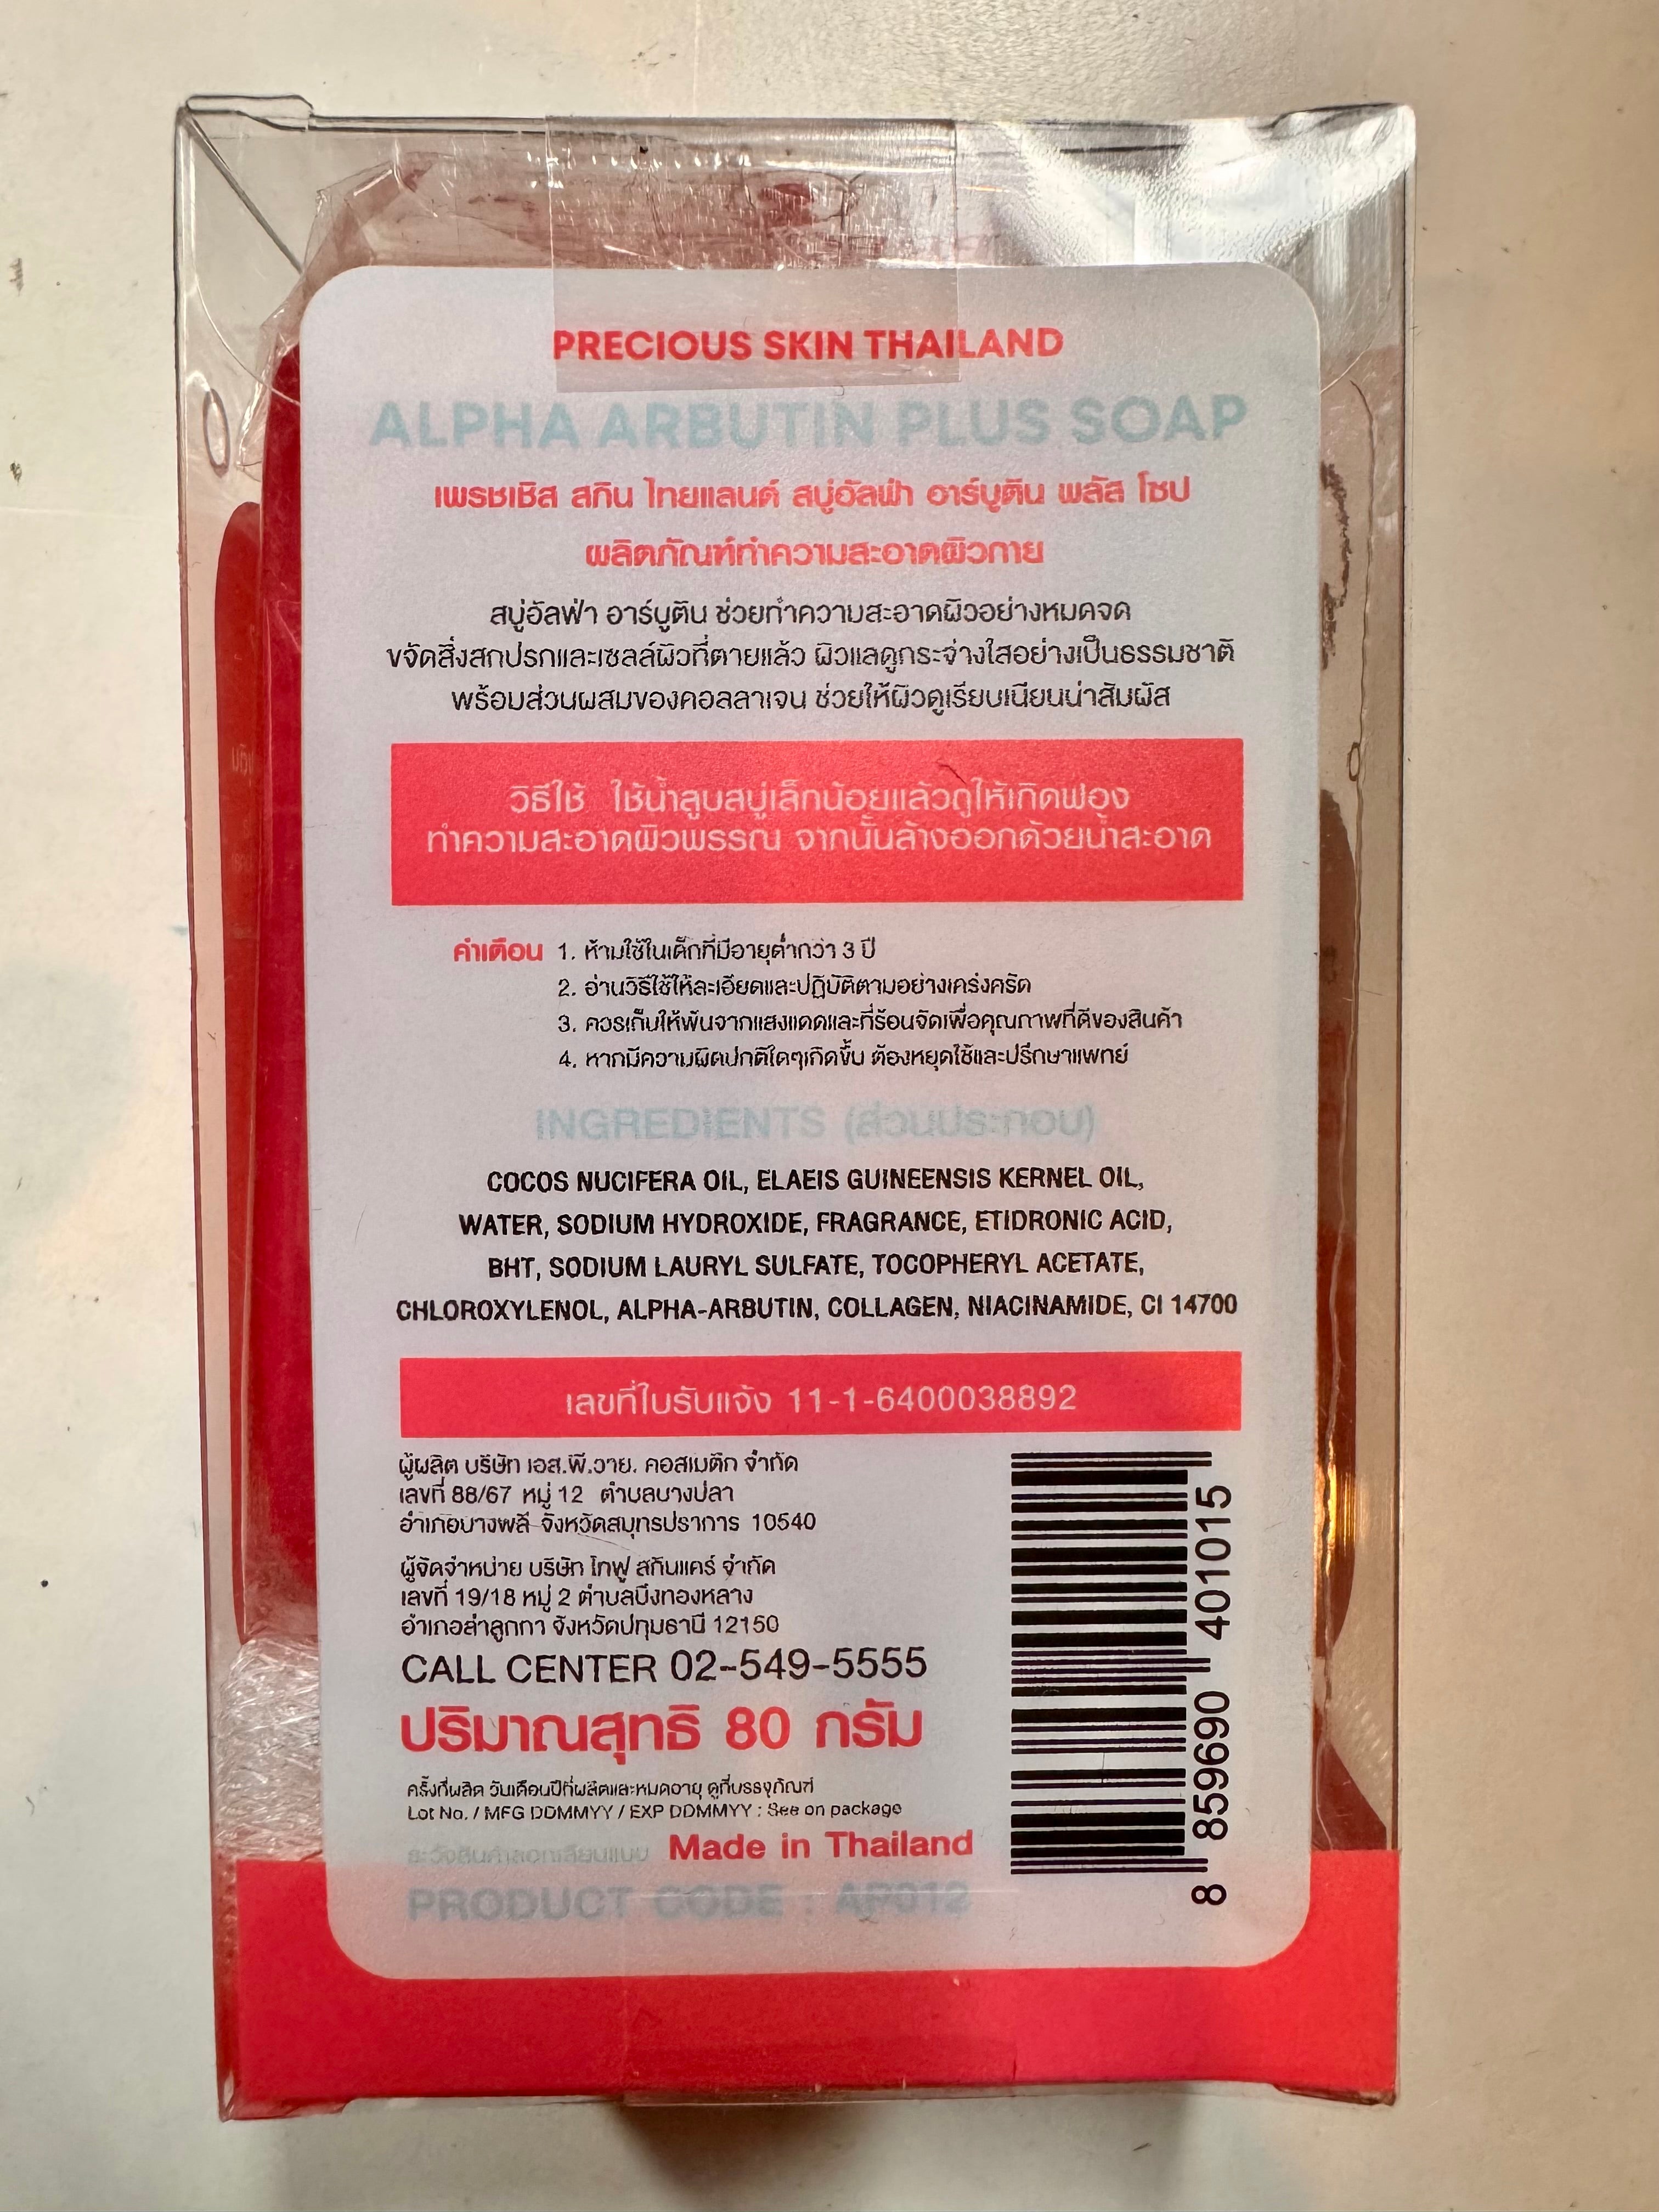 PRECIOUS SKIN THAILAND
ALPHA ARBUTIN PLUS SOAP
เพรชเชิส สกิน ไทยแลนด์ สบู่อัลฟ่า อาร์บูติน พลัส โซป
ผลิตภัณฑ์ทำความสะอาดผิวกาย
สบู่อัลฟ่า อาร์บูติน ช่วยทำความสะอาดผิวอย่างหมดจด
ขจัดสิ่งสกปรกและเซลล์ผิวที่ตายแล้ว ผิวแลดูกระจ่างใสอย่างเป็นธรรมชาติ
พร้อมส่วนผสมของคอลลาเจน ช่วยให้ผิวดูเรียบเนียนน่าสัมผัส
วิธีใช้ ใช้น้ำลูบสบู่เล็กน้อยแล้วถูให้เกิดฟอง
ทำความสะอาดผิวพรรณ จากนั้นล้างออกด้วยน้ำสะอาด
คำเตือน 1. ห้ามใช้ในเด็กที่มีอายุต่ำกว่า 3 ปี
2. อ่านวิธีใช้ให้ละเอียดและปฏิบัติตามอย่างเคร่งครัด
3. ควรเก็บให้พ้นจากแสงแดดและที่ร้อนจัดเพื่อคุณภาพที่ดีของสินค้า
4. หากมีความผิดปกติใดๆเกิดขึ้น ต้องหยุดใช้และปรึกษาแพทย์
INGREDIENTS (ส่วนประกอบ)
COCOS NUCIFERA OIL, ELAEIS GUINEENSIS KERNEL OIL,
WATER, SODIUM HYDROXIDE, FRAGRANCE, ETIDRONIC ACID,
BHT, SODIUM LAURYL SULFATE, TOCOPHERYL ACETATE,
CHLOROXYLENOL, ALPHA-ARBUTIN, COLLAGEN, NIACINAMIDE, CI 14700
เลขที่ใบรับแจ้ง 11-1-6400038892
ผู้ผลิต บริษัท เอส.พี.วาย. คอสเมติก จำกัด
เลขที่ 88/67 หมู่ 12 ตำบลบางปลา
อำเภอบางพลี จังหวัดสมุทรปราการ 10540
ผู้จัดจำหน่าย บริษัท โทฟู สกินแคร์ จำกัด
เลขที่ 19/18 หมู่ 2 ตำบลบึงทองหลาง
อำเภอลำลูกกา จังหวัดปทุมธานี 12150
CALL CENTER 02-549-5555
ปริมาณสุทธิ 80 กรัม
ครั้งที่ผลิต วันเดือนปีที่ผลิตและหมดอายุ ดูที่บรรจุภัณฑ์
Lot No. / MFG DDMMYY / EXP DDMMYY : See on package
ระวังสินค้าลอกเลียนแบบ Made in Thailand
PRODUCT CODE : AP012
8 859690 401015